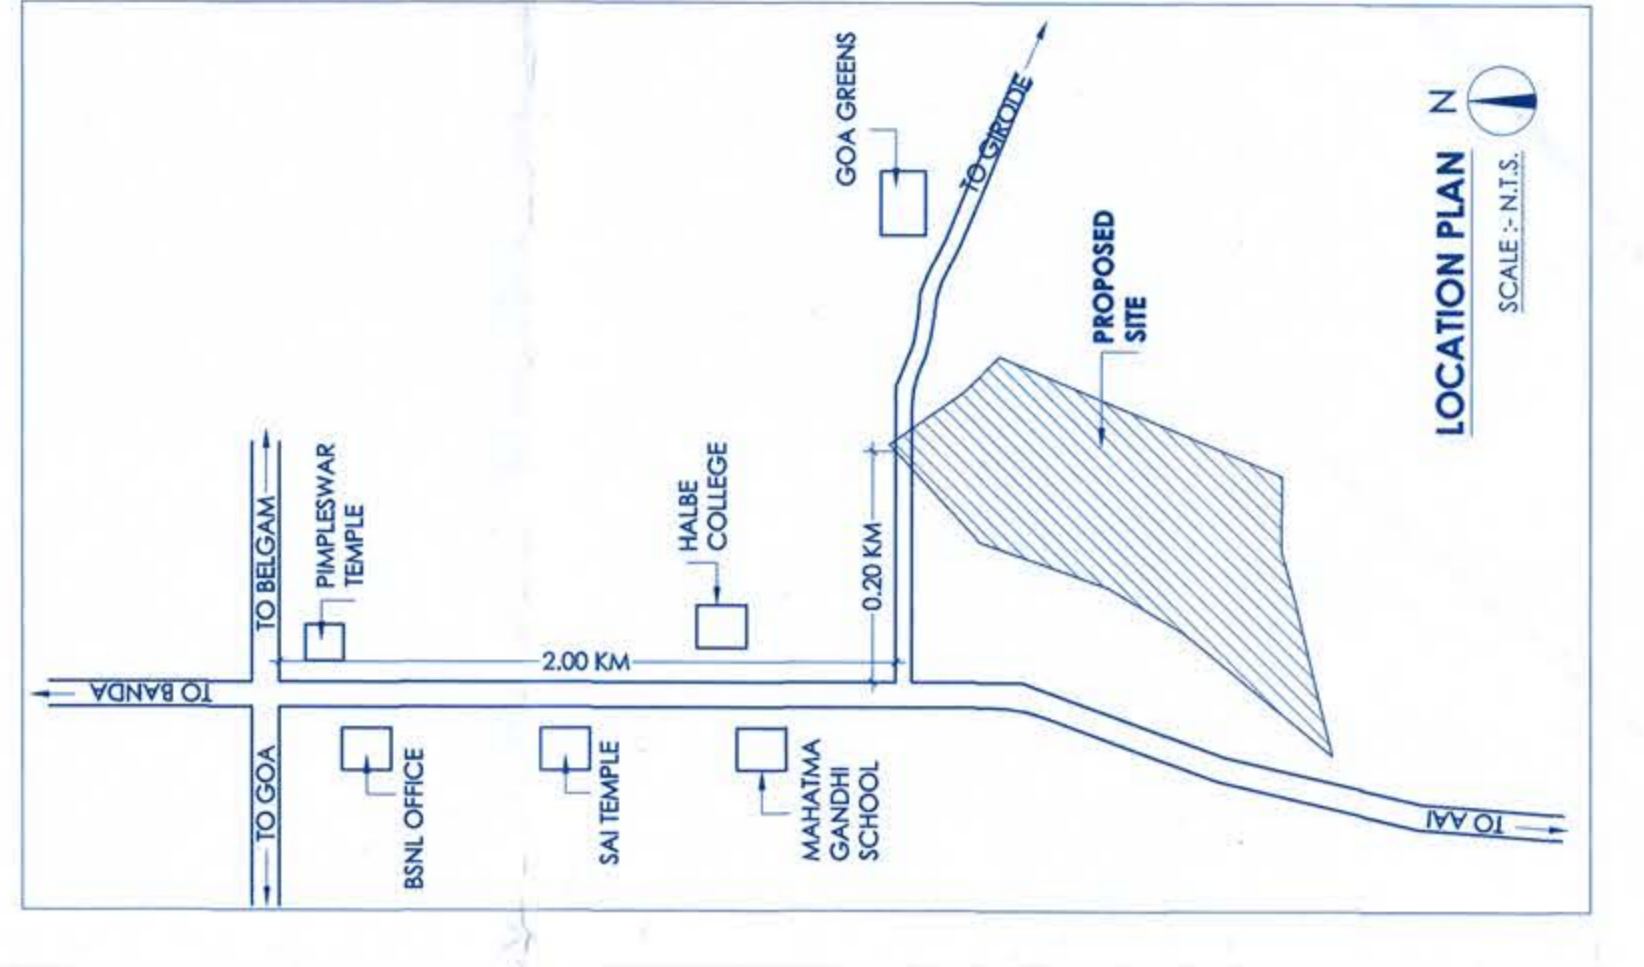 TO BANDA
TO BELGAM
TO GOA
PIMPLESWAR
TEMPLE
BSNL OFFICE
2.00 KM
SAI TEMPLE
HALBE
COLLEGE
MAHATMA
GANDHI
SCHOOL
0.20 KM
GOA GREENS
TO GIRODE
PROPOSED
SITE
TO AAI
LOCATION PLAN
N
SCALE :- N.T.S.